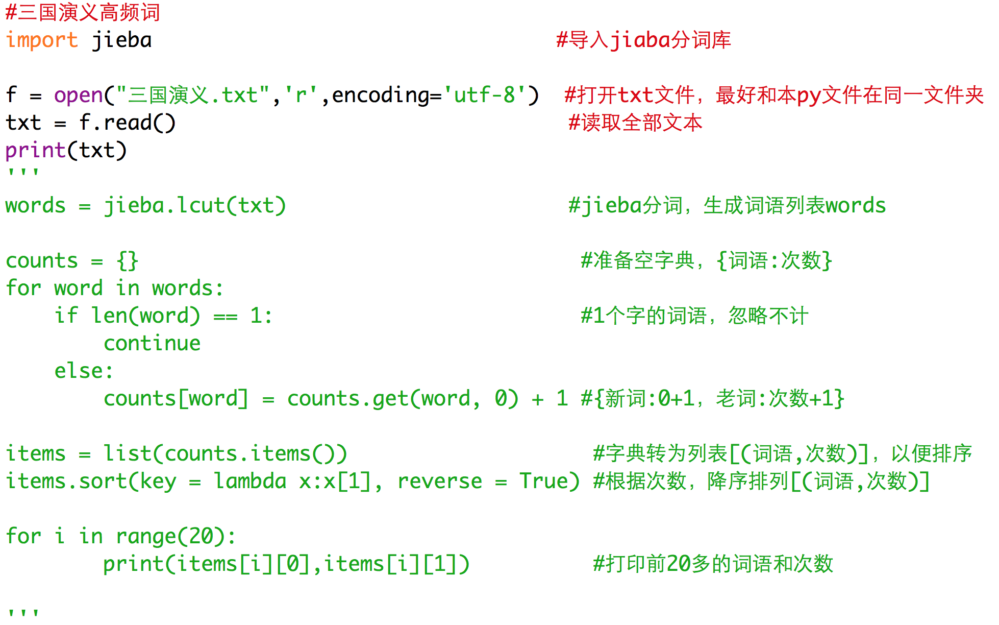 #三国演义高频词
import jieba                                 #导入jiaba分词库
f = open("三国演义.txt",'r',encoding='utf-8')  #打开txt文件，最好和本py文件在同一文件夹
txt = f.read()                                #读取全部文本
print(txt)
'''
words = jieba.lcut(txt)                       #jieba分词，生成词语列表words
counts = {}                                    #准备空字典，{词语:次数}
for word in words:
    if len(word) == 1:                         #1个字的词语，忽略不计
        continue
    else:
        counts[word] = counts.get(word, 0) + 1 #{新词:0+1，老词:次数+1}
items = list(counts.items())                    #字典转为列表[(词语,次数)]，以便排序
items.sort(key = lambda x:x[1], reverse = True) #根据次数，降序排列[(词语,次数)]
for i in range(20):
        print(items[i][0],items[i][1])          #打印前20多的词语和次数
'''